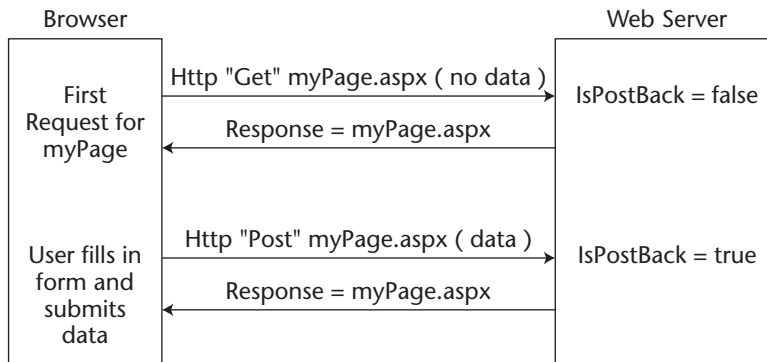 Browser
Web Server
First
Request for
myPage
Http "Get" myPage.aspx ( no data )
IsPostBack = false
Response = myPage.aspx
User fills in
form and
submits
data
Http "Post" myPage.aspx ( data )
IsPostBack = true
Response = myPage.aspx